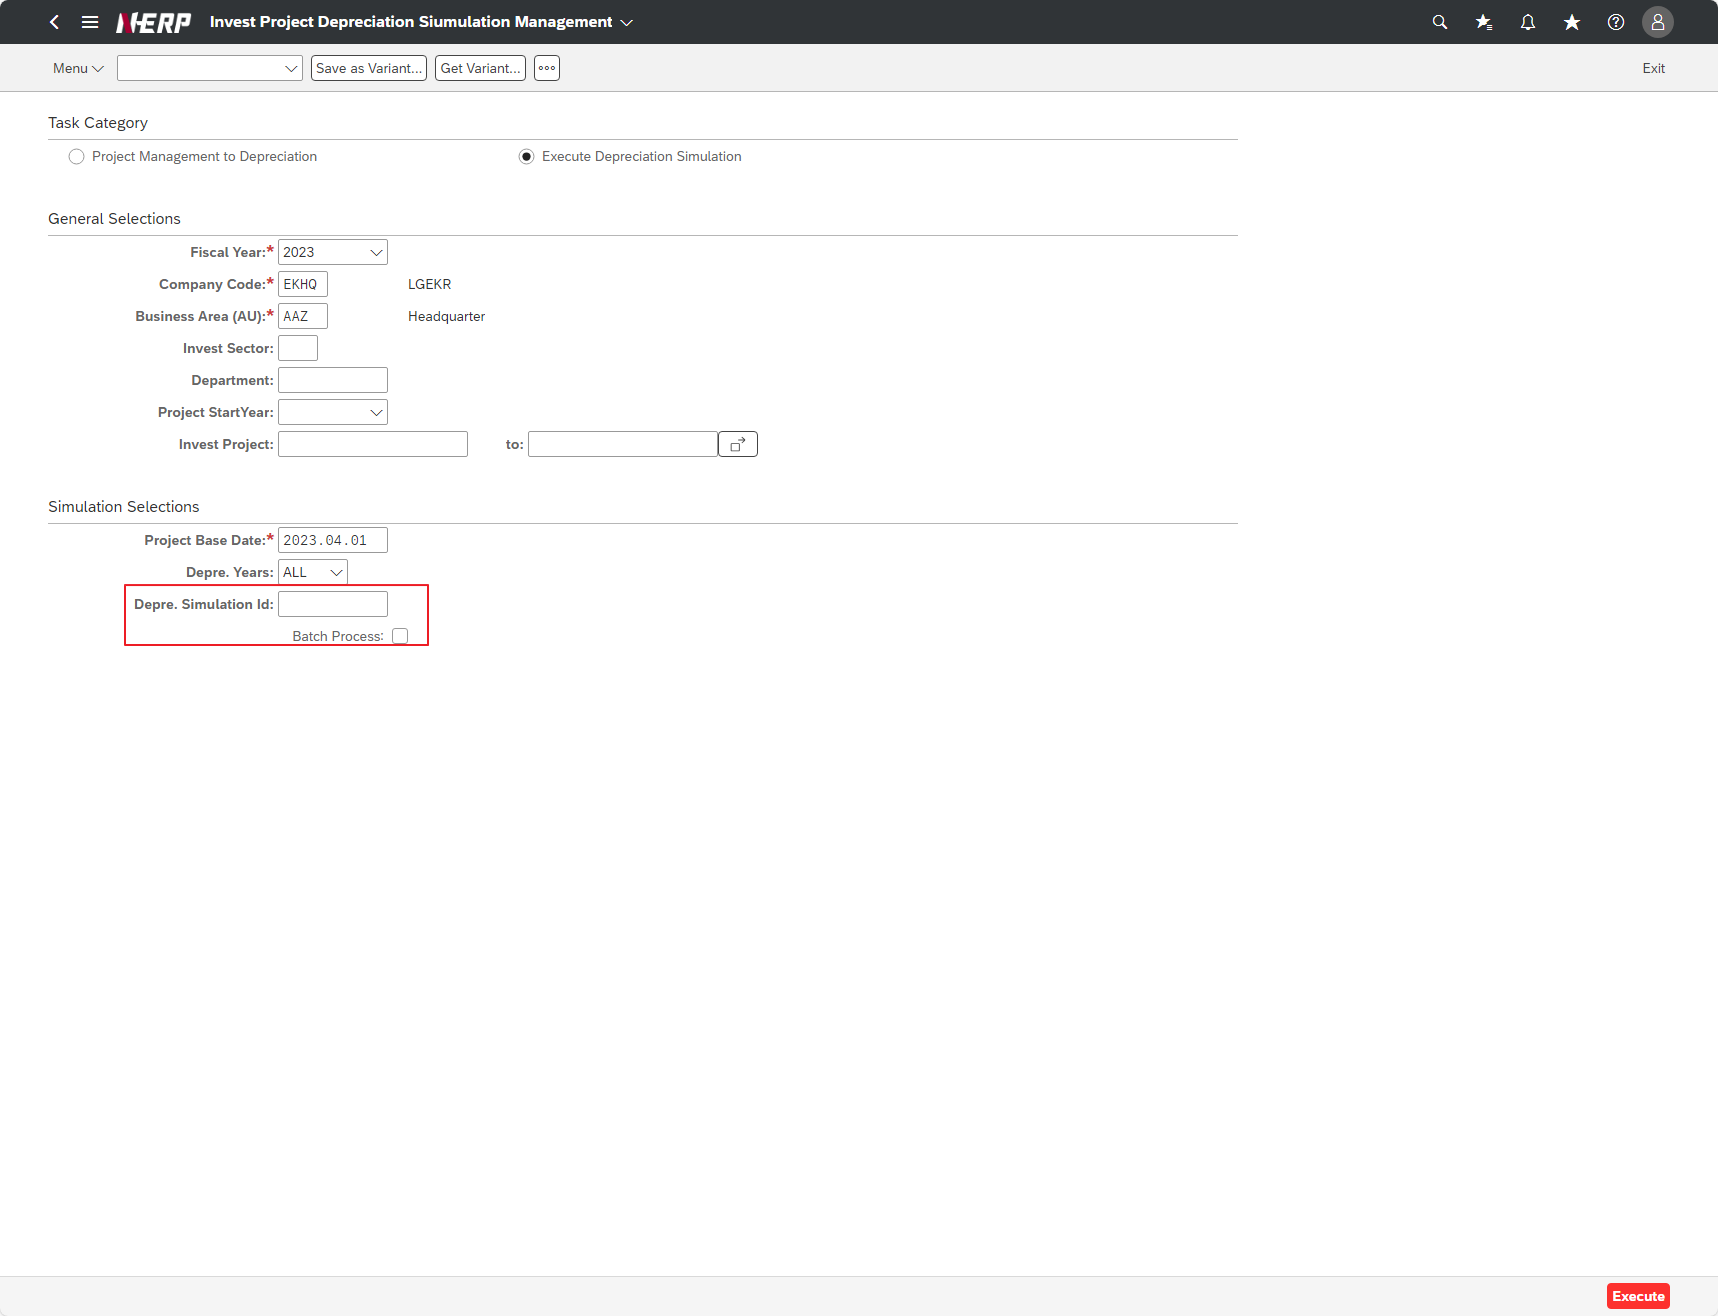 NERP Invest Project Depreciation Siumulation Management
Menu Save as Variant... Get Variant... Exit
Task Category
Project Management to Depreciation Execute Depreciation Simulation
General Selections
Fiscal Year:* 2023
Company Code:* EKHQ LGEKR
Business Area (AU):* AAZ Headquarter
Invest Sector:
Department:
Project StartYear:
Invest Project: to:
Simulation Selections
Project Base Date:* 2023.04.01
Depre. Years: ALL
Depre. Simulation Id:
Batch Process:
Execute